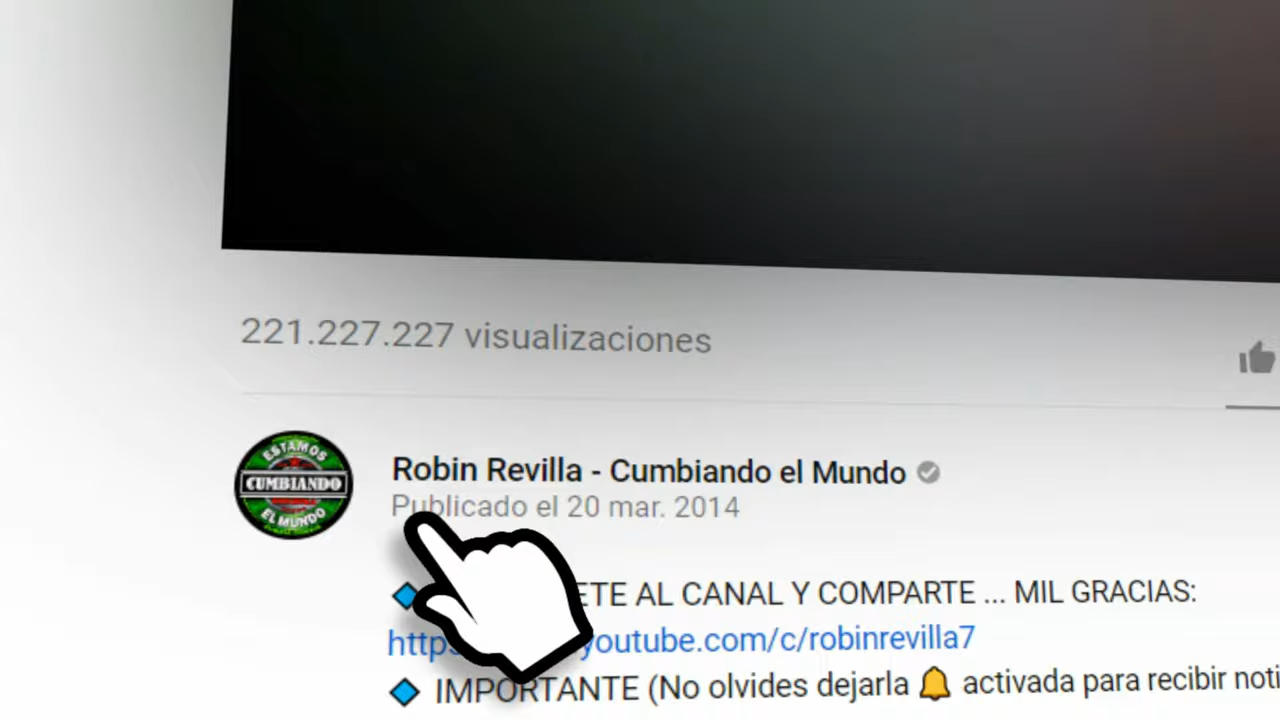 221.227.227 visualizaciones
ESTAMOS
CUMBIANDO
EL MUNDO
Robin Revilla - Cumbiando el Mundo
Publicado el 20 mar. 2014
ETE AL CANAL Y COMPARTE ... MIL GRACIAS:
https youtube.com/c/robinrevilla7
IMPORTANTE (No olvides dejarla 🔔 activada para recibir noti